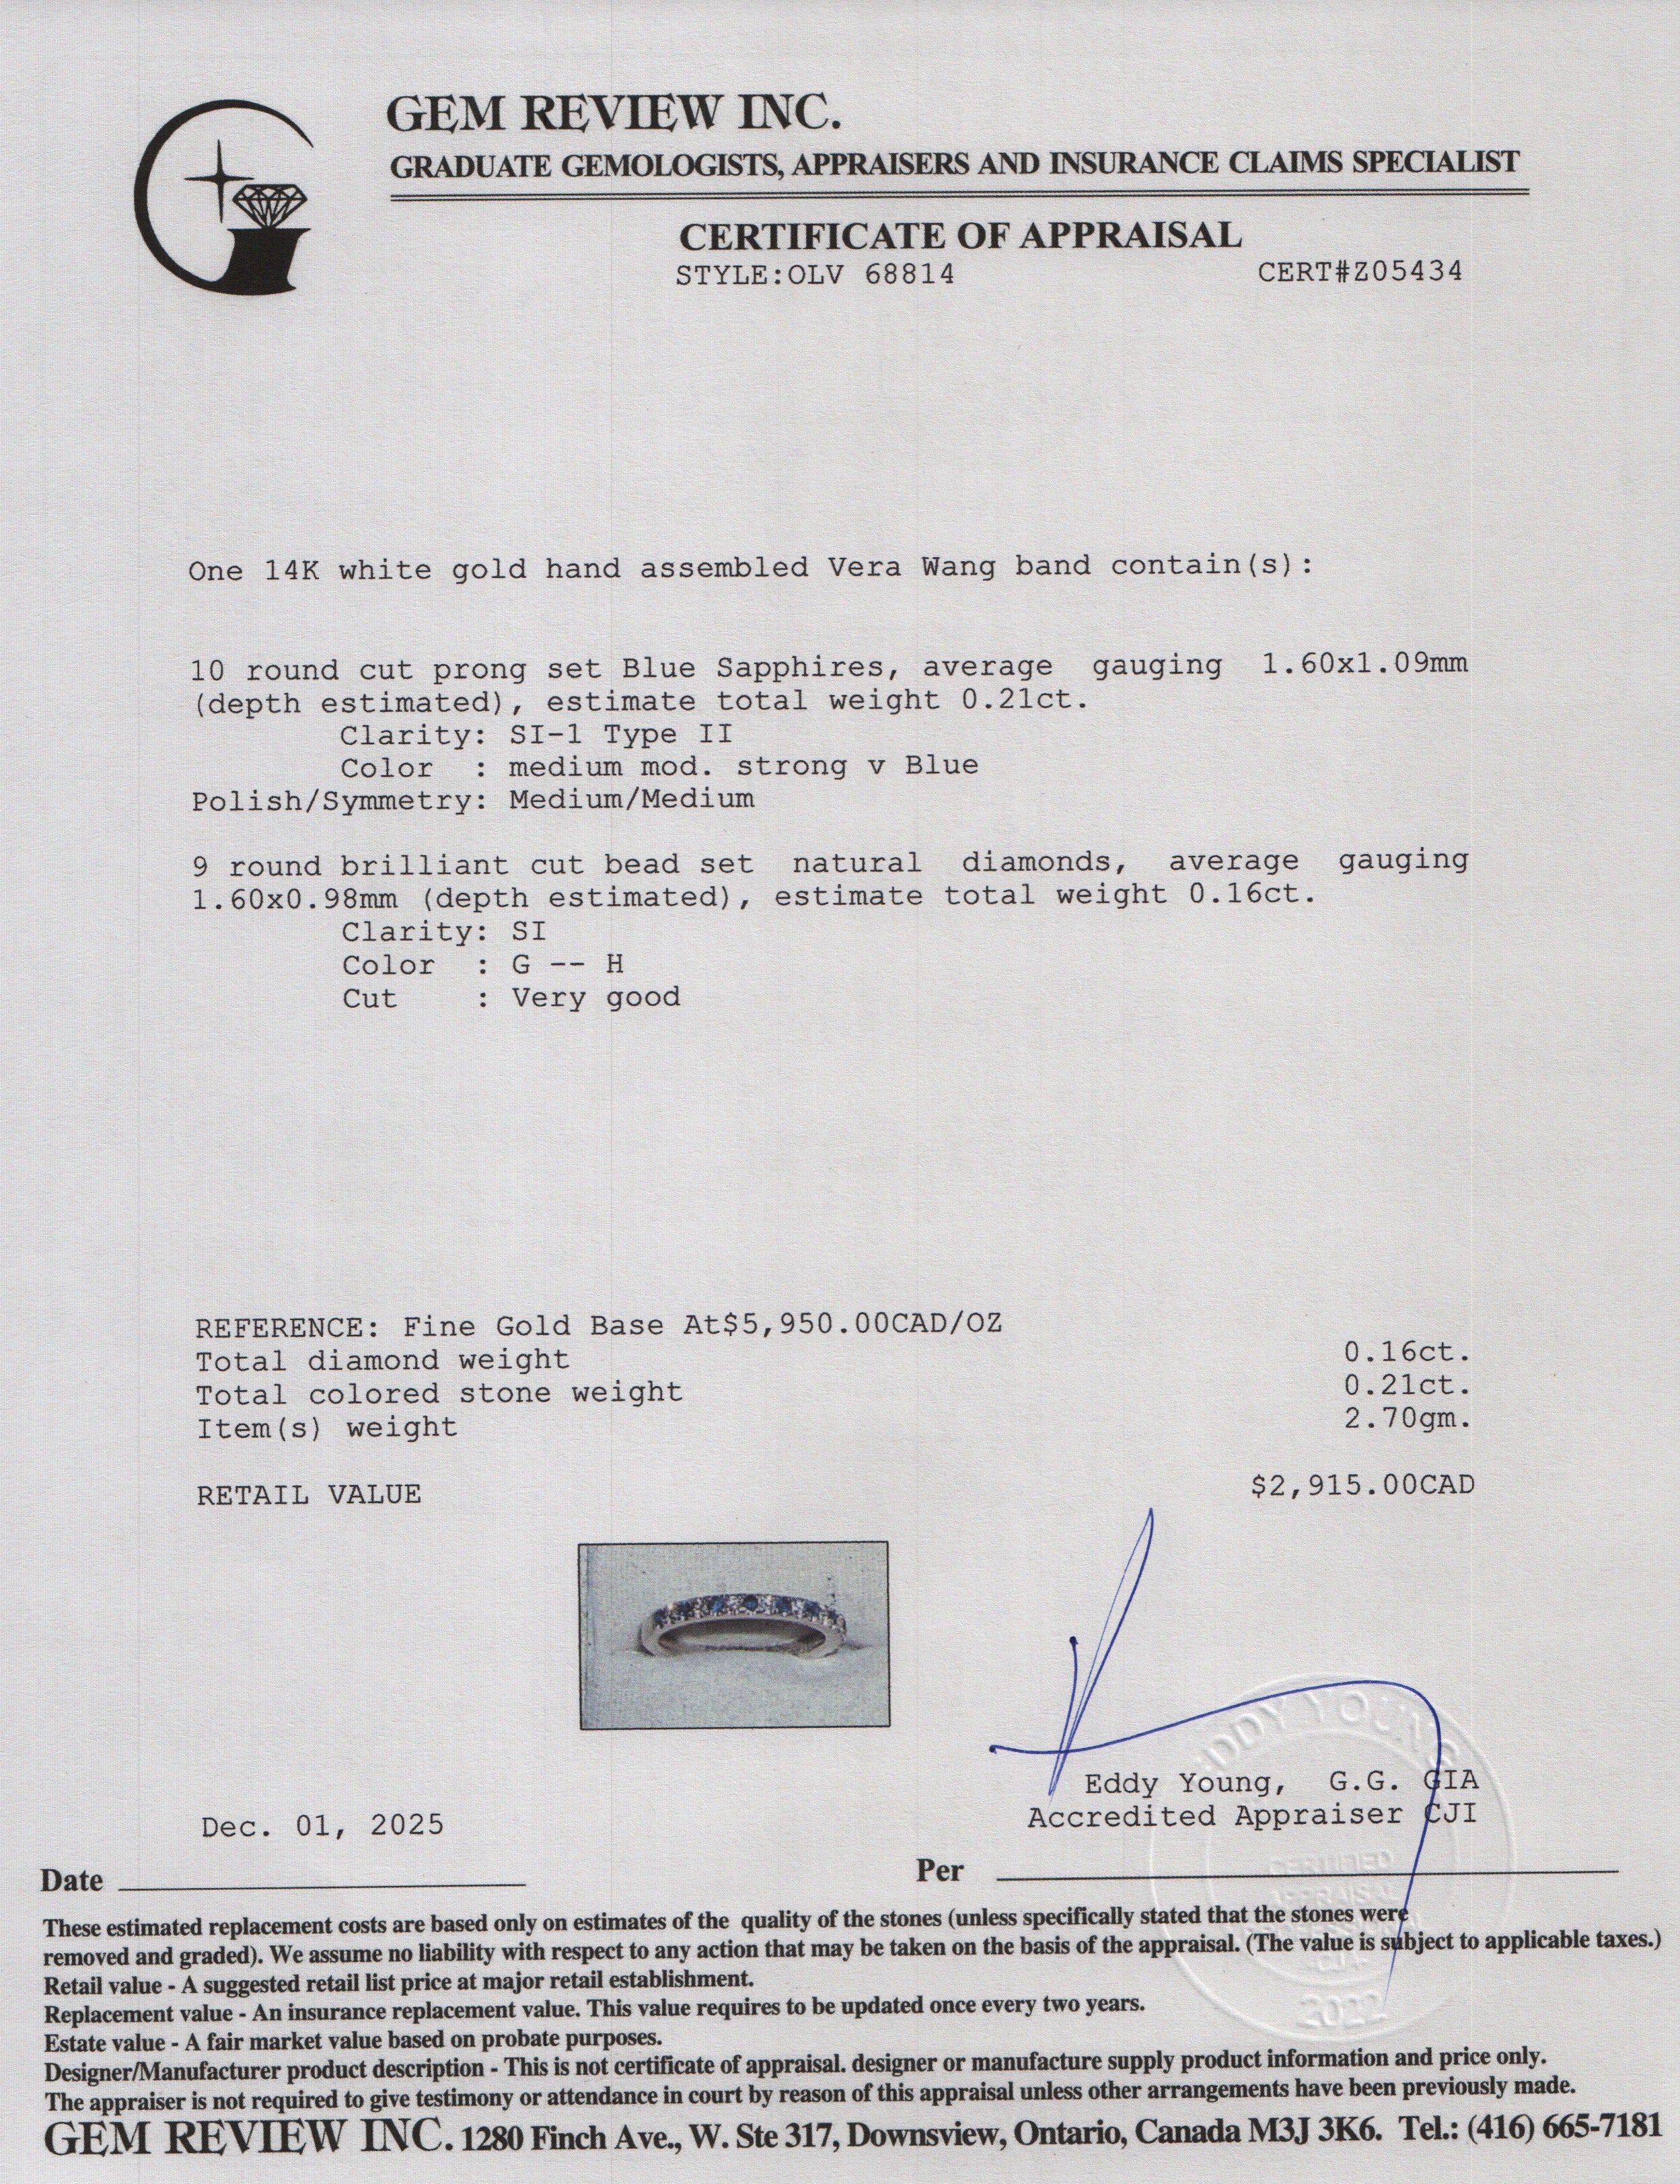 GEM REVIEW INC.
GRADUATE GEMOLOGISTS, APPRAISERS AND INSURANCE CLAIMS SPECIALIST
CERTIFICATE OF APPRAISAL
STYLE:OLV 68814 CERT#Z05434
One 14K white gold hand assembled Vera Wang band contain(s):
10 round cut prong set Blue Sapphires, average gauging 1.60x1.09mm
(depth estimated), estimate total weight 0.21ct.
Clarity: SI-1 Type II
Color : medium mod. strong v Blue
Polish/Symmetry: Medium/Medium
9 round brilliant cut bead set natural diamonds, average gauging
1.60x0.98mm (depth estimated), estimate total weight 0.16ct.
Clarity: SI
Color : G -- H
Cut : Very good
REFERENCE: Fine Gold Base At$5,950.00CAD/OZ
Total diamond weight 0.16ct.
Total colored stone weight 0.21ct.
Item(s) weight 2.70gm.
RETAIL VALUE $2,915.00CAD
EDDY YOUNG
Eddy Young, G.G. GIA
Accredited Appraiser CJI
Dec. 01, 2025
Date
Per
CERTIFIED
APPRAISAL
CJI
2022
These estimated replacement costs are based only on estimates of the quality of the stones (unless specifically stated that the stones were
removed and graded). We assume no liability with respect to any action that may be taken on the basis of the appraisal. (The value is subject to applicable taxes.)
Retail value - A suggested retail list price at major retail establishment.
Replacement value - An insurance replacement value. This value requires to be updated once every two years.
Estate value - A fair market value based on probate purposes.
Designer/Manufacturer product description - This is not certificate of appraisal. designer or manufacture supply product information and price only.
The appraiser is not required to give testimony or attendance in court by reason of this appraisal unless other arrangements have been previously made.
GEM REVIEW INC. 1280 Finch Ave., W. Ste 317, Downsview, Ontario, Canada M3J 3K6. Tel.: (416) 665-7181